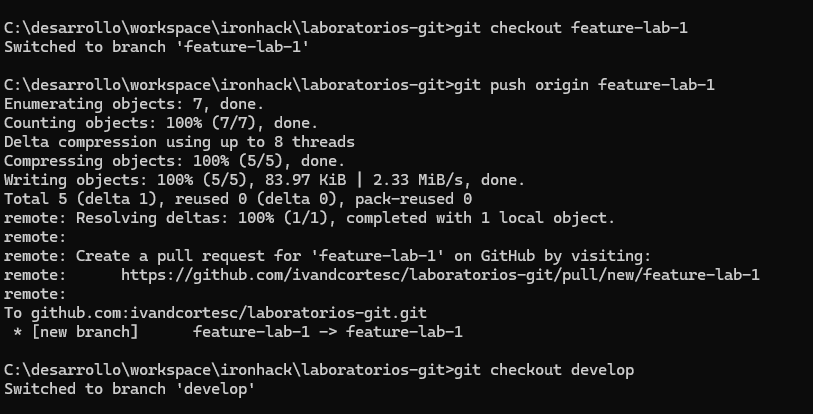 C:\desarrollo\workspace\ironhack\laboratorios-git>git checkout feature-lab-1
Switched to branch 'feature-lab-1'
C:\desarrollo\workspace\ironhack\laboratorios-git>git push origin feature-lab-1
Enumerating objects: 7, done.
Counting objects: 100% (7/7), done.
Delta compression using up to 8 threads
Compressing objects: 100% (5/5), done.
Writing objects: 100% (5/5), 83.97 KiB | 2.33 MiB/s, done.
Total 5 (delta 1), reused 0 (delta 0), pack-reused 0
remote: Resolving deltas: 100% (1/1), completed with 1 local object.
remote:
remote: Create a pull request for 'feature-lab-1' on GitHub by visiting:
remote:      https://github.com/ivandcortesc/laboratorios-git/pull/new/feature-lab-1
remote:
To github.com:ivandcortesc/laboratorios-git.git
 * [new branch]      feature-lab-1 -> feature-lab-1
C:\desarrollo\workspace\ironhack\laboratorios-git>git checkout develop
Switched to branch 'develop'